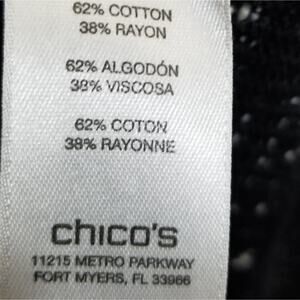 62% COTTON
38% RAYON
62% ALGODÓN
38% VISCOSA
62% COTON
38% RAYONNE
chico's
11215 METRO PARKWAY
FORT MYERS, FL 33966